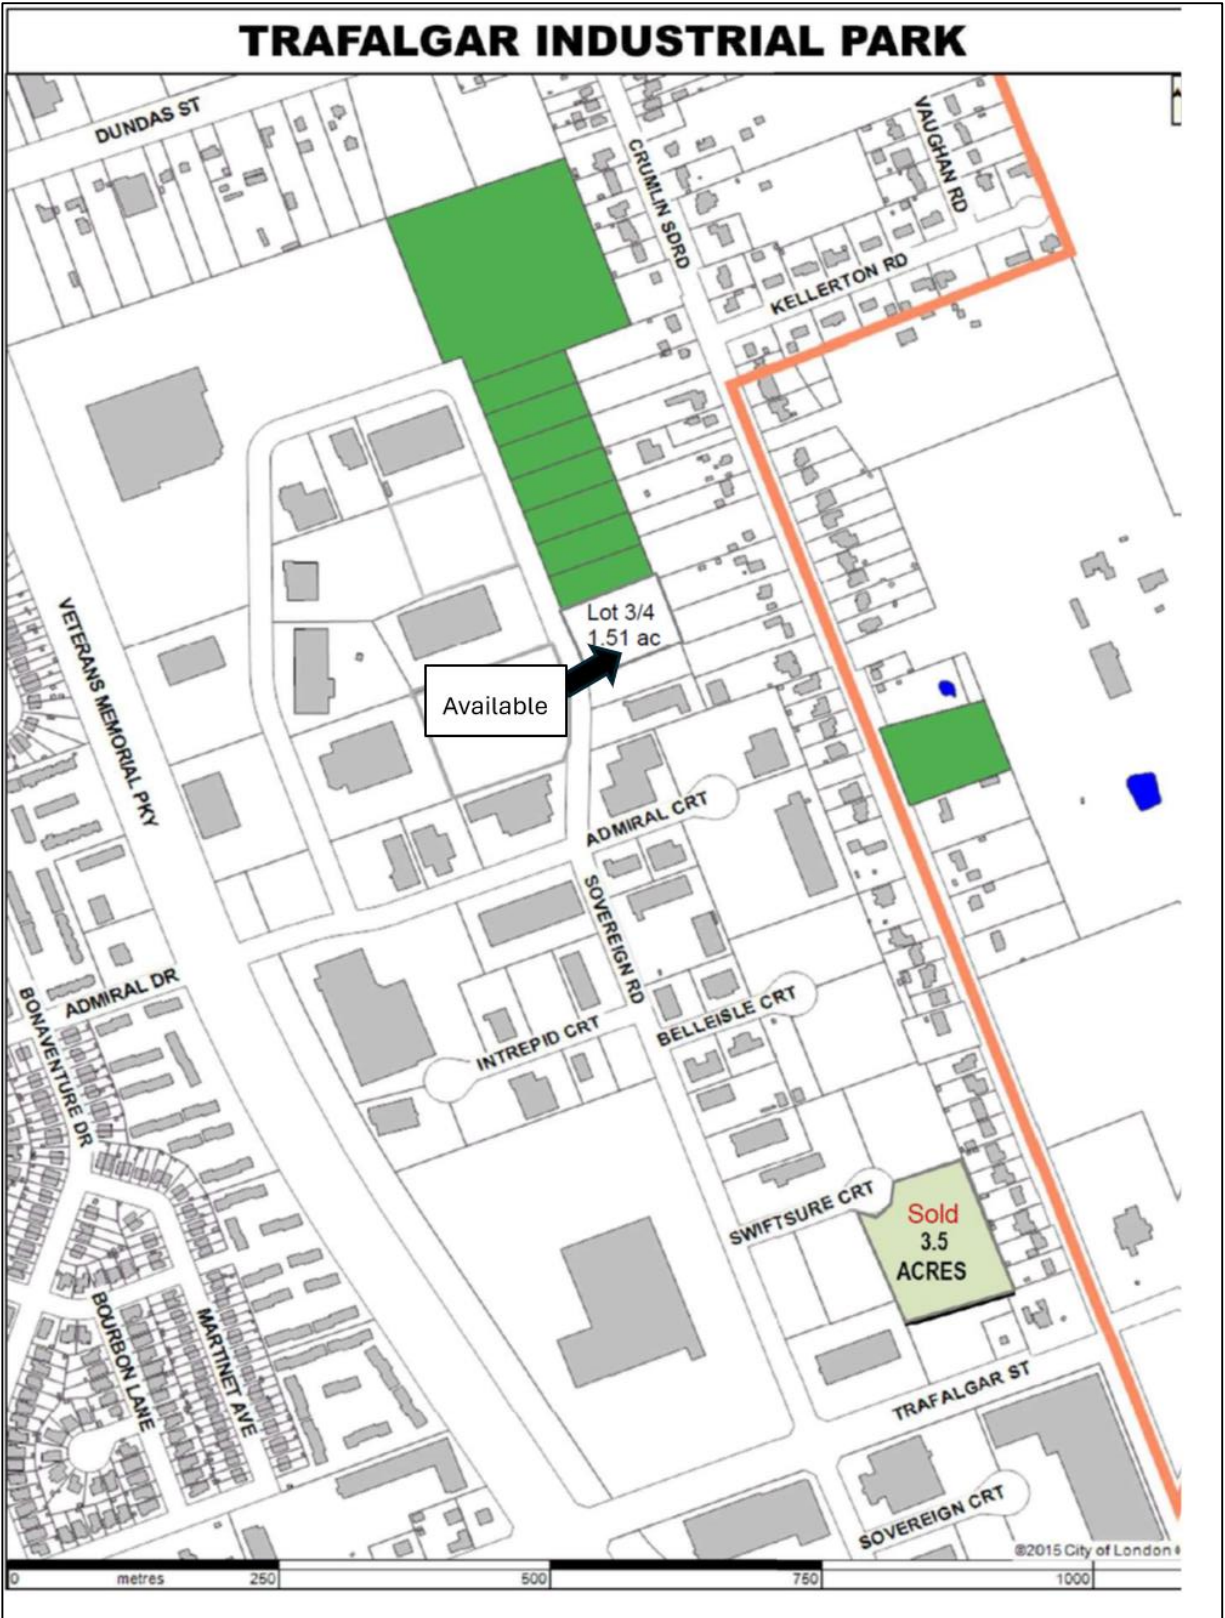 TRAFALGAR INDUSTRIAL PARK
DUNDAS ST
CRUMLIN SDRD
VAUGHAN RD
KELLERTON RD
VETERANS MEMORIAL PKY
Lot 3/4
1.51 ac
Available
ADMIRAL CRT
SOVEREIGN RD
ADMIRAL DR
BONAVENTURE DR
INTREPID CRT
BELLEISLE CRT
SWIFTSURE CRT
Sold
3.5
ACRES
BOURBON LANE
MARTINET AVE
TRAFALGAR ST
SOVEREIGN CRT
©2015 City of London
0 metres 250 500 750 1000